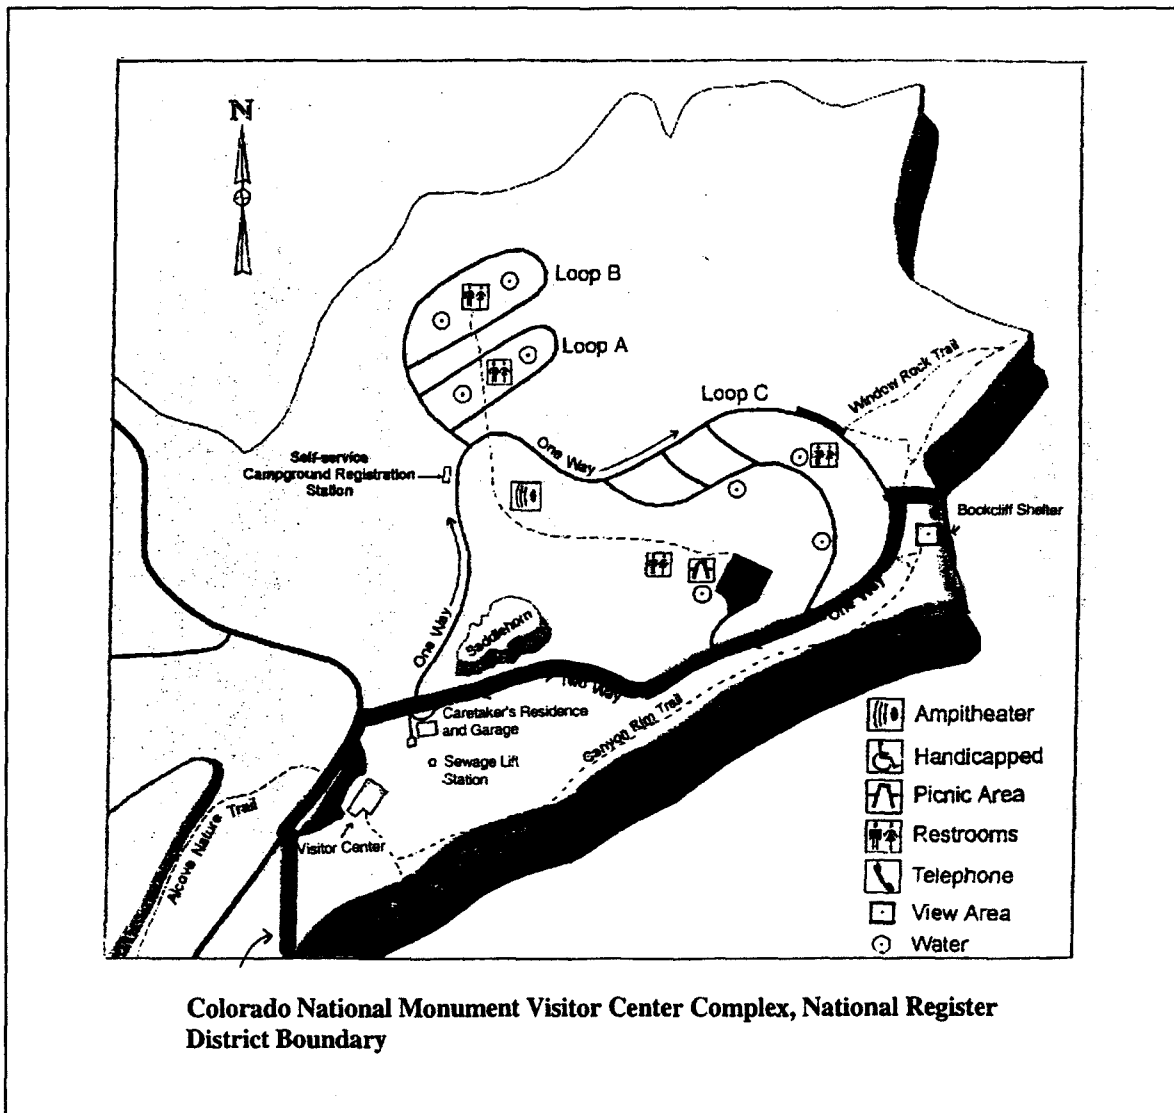 N
Loop B
Loop A
Loop C
Window Rock Trail
One Way
Self-service
Campground Registration
Station
Bockcliff Shelter
One Way
One Way
Saddlehorn
Two Way
Caretaker's Residence
and Garage
Canyon Rim Trail
Sewage Lift
Station
Alcove Nature Trail
Visitor Center
Ampitheater
Handicapped
Picnic Area
Restrooms
Telephone
View Area
Water
Colorado National Monument Visitor Center Complex, National Register
District Boundary